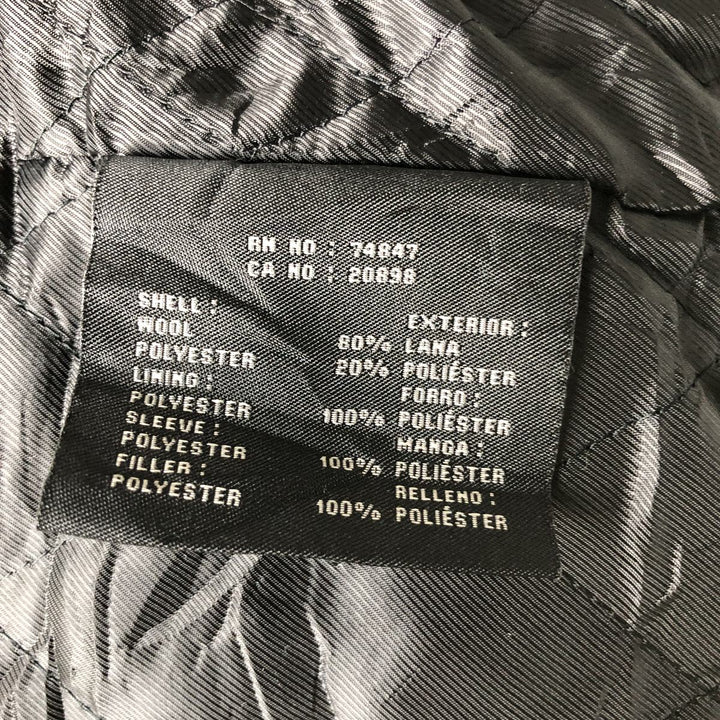 RN NO : 74847
CA NO : 20898
SHELL : EXTERIOR :
WOOL 80% LANA
POLYESTER 20% POLIÉSTER
LINING : FORRO :
POLYESTER 100% POLIÉSTER
SLEEVE : MANGA :
POLYESTER 100% POLIÉSTER
FILLER : RELLENO :
POLYESTER 100% POLIÉSTER